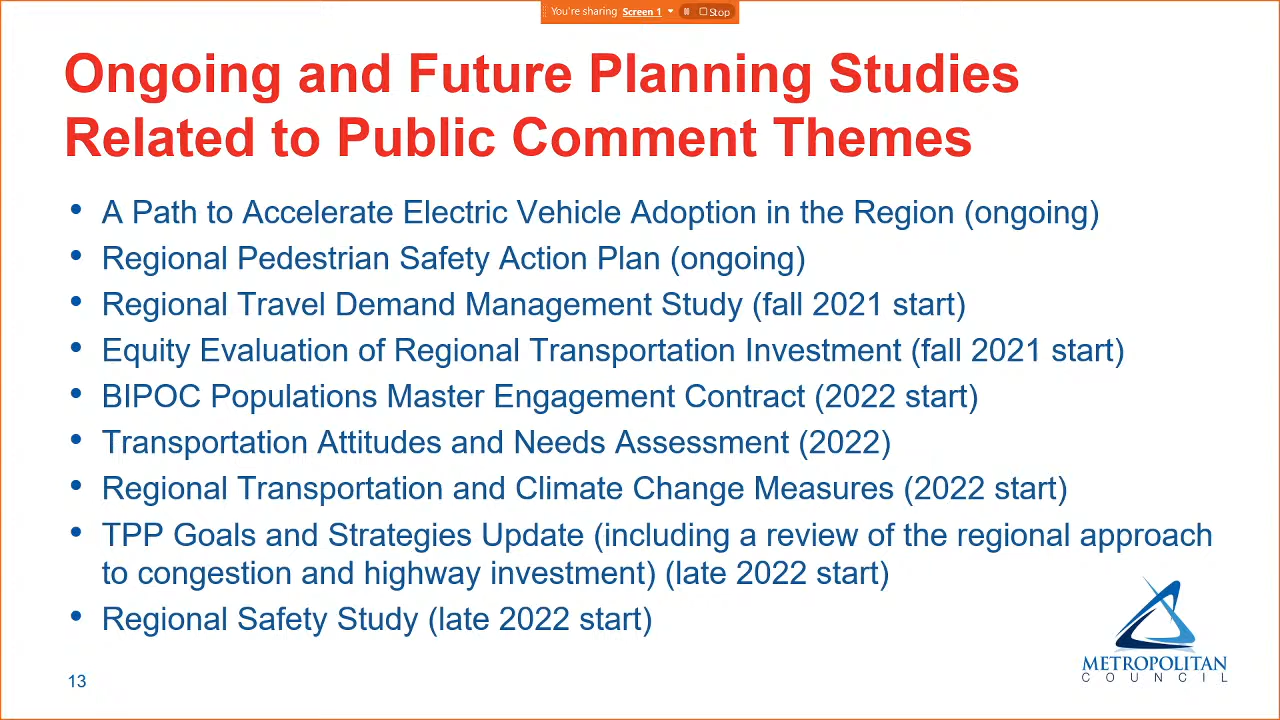 You're sharing Screen 1 Stop
Ongoing and Future Planning Studies
Related to Public Comment Themes
• A Path to Accelerate Electric Vehicle Adoption in the Region (ongoing)
• Regional Pedestrian Safety Action Plan (ongoing)
• Regional Travel Demand Management Study (fall 2021 start)
• Equity Evaluation of Regional Transportation Investment (fall 2021 start)
• BIPOC Populations Master Engagement Contract (2022 start)
• Transportation Attitudes and Needs Assessment (2022)
• Regional Transportation and Climate Change Measures (2022 start)
• TPP Goals and Strategies Update (including a review of the regional approach
to congestion and highway investment) (late 2022 start)
• Regional Safety Study (late 2022 start)
13
METROPOLITAN
COUNCIL